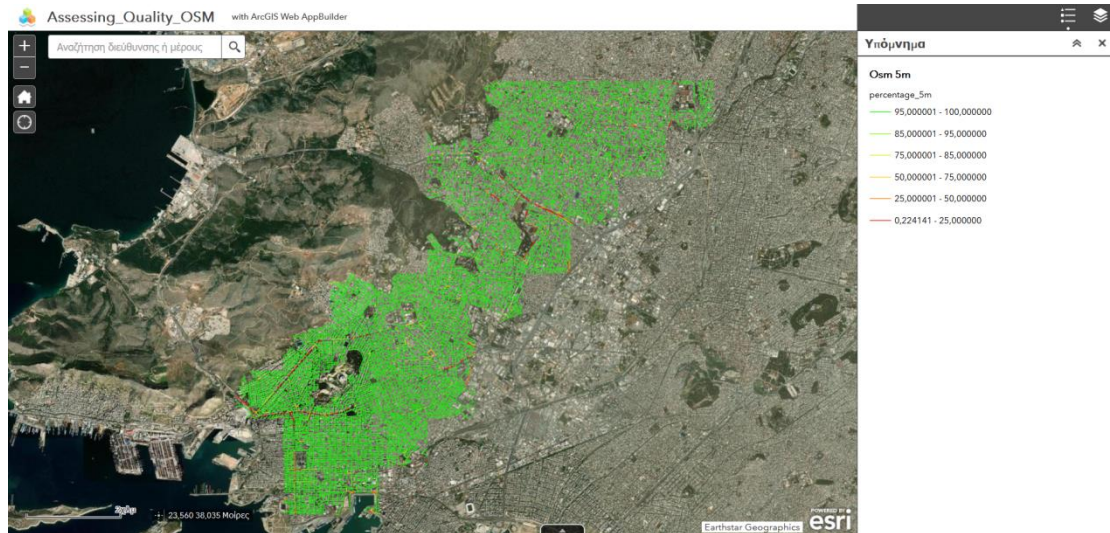 Assessing_Quality_OSM with ArcGIS Web AppBuilder
+
Αναζήτηση διεύθυνσης ή μέρους
−
Υπόμνημα
Osm 5m
percentage_5m
95,000001 - 100,000000
85,000001 - 95,000000
75,000001 - 85,000000
50,000001 - 75,000000
25,000001 - 50,000000
0,224141 - 25,000000
23,560 38,035 Μοίρες
Earthstar Geographics
POWERED BY
esri